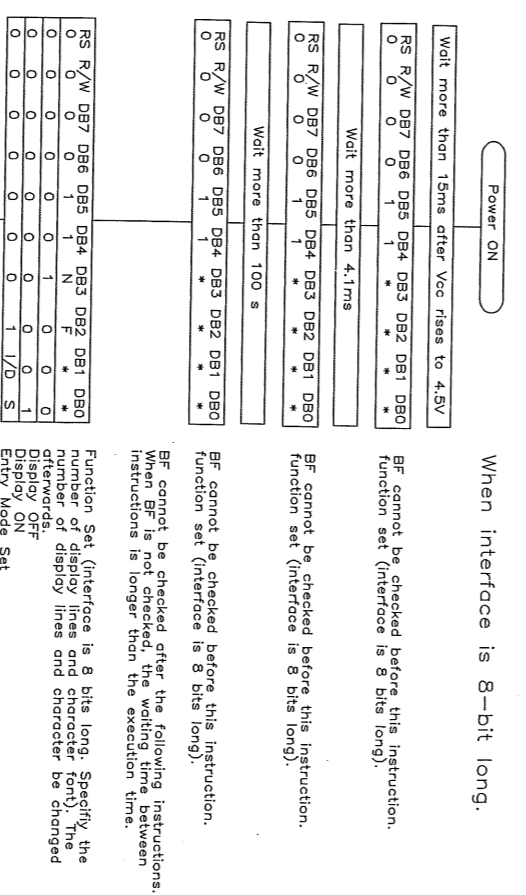 When interface is 8-bit long.
Power ON
Wait more than 15ms after Vcc rises to 4.5V
RS R/W DB7 DB6 DB5 DB4 DB3 DB2 DB1 DB0
0 0 0 0 1 1 * * * *
BF cannot be checked before this instruction.
function set (interface is 8 bits long).
Wait more than 4.1ms
RS R/W DB7 DB6 DB5 DB4 DB3 DB2 DB1 DB0
0 0 0 0 1 1 * * * *
BF cannot be checked before this instruction.
function set (interface is 8 bits long).
Wait more than 100 s
RS R/W DB7 DB6 DB5 DB4 DB3 DB2 DB1 DB0
0 0 0 0 1 1 * * * *
BF cannot be checked before this instruction.
function set (interface is 8 bits long).
BF cannot be checked after the following instructions.
When BF is not checked, the waiting time between
instructions is longer than the execution time.
RS R/W DB7 DB6 DB5 DB4 DB3 DB2 DB1 DB0
0 0 0 0 1 1 N F * *
0 0 0 0 0 0 1 0 0 0
0 0 0 0 0 0 0 0 0 1
0 0 0 0 0 0 0 1 I/D S
Function Set (interface is 8 bits long. Specifiy the
number of display lines and character font). The
number of display lines and character be changed
afterwards.
Display OFF
Display ON
Entry Mode Set